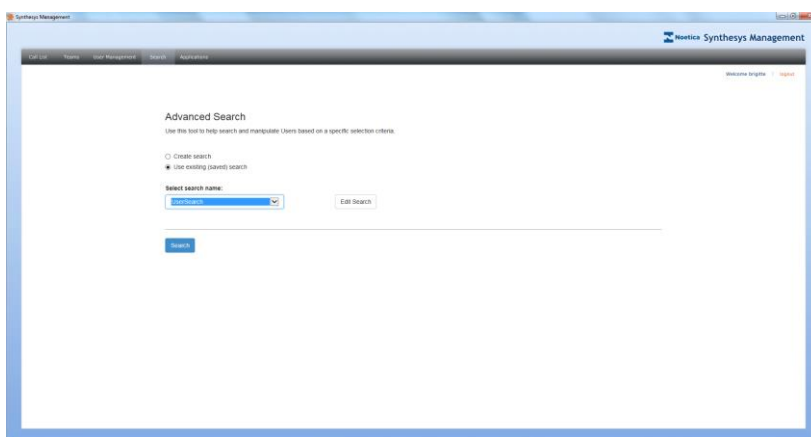 Synthesys Management
Noetica Synthesys Management
Call List Teams User Management Search Applications
Welcome brigitte | logout
Advanced Search
Use this tool to help search and manipulate Users based on a specific selection criteria.
Create search
Use existing (saved) search
Select search name:
UserSearch
Edit Search
Search